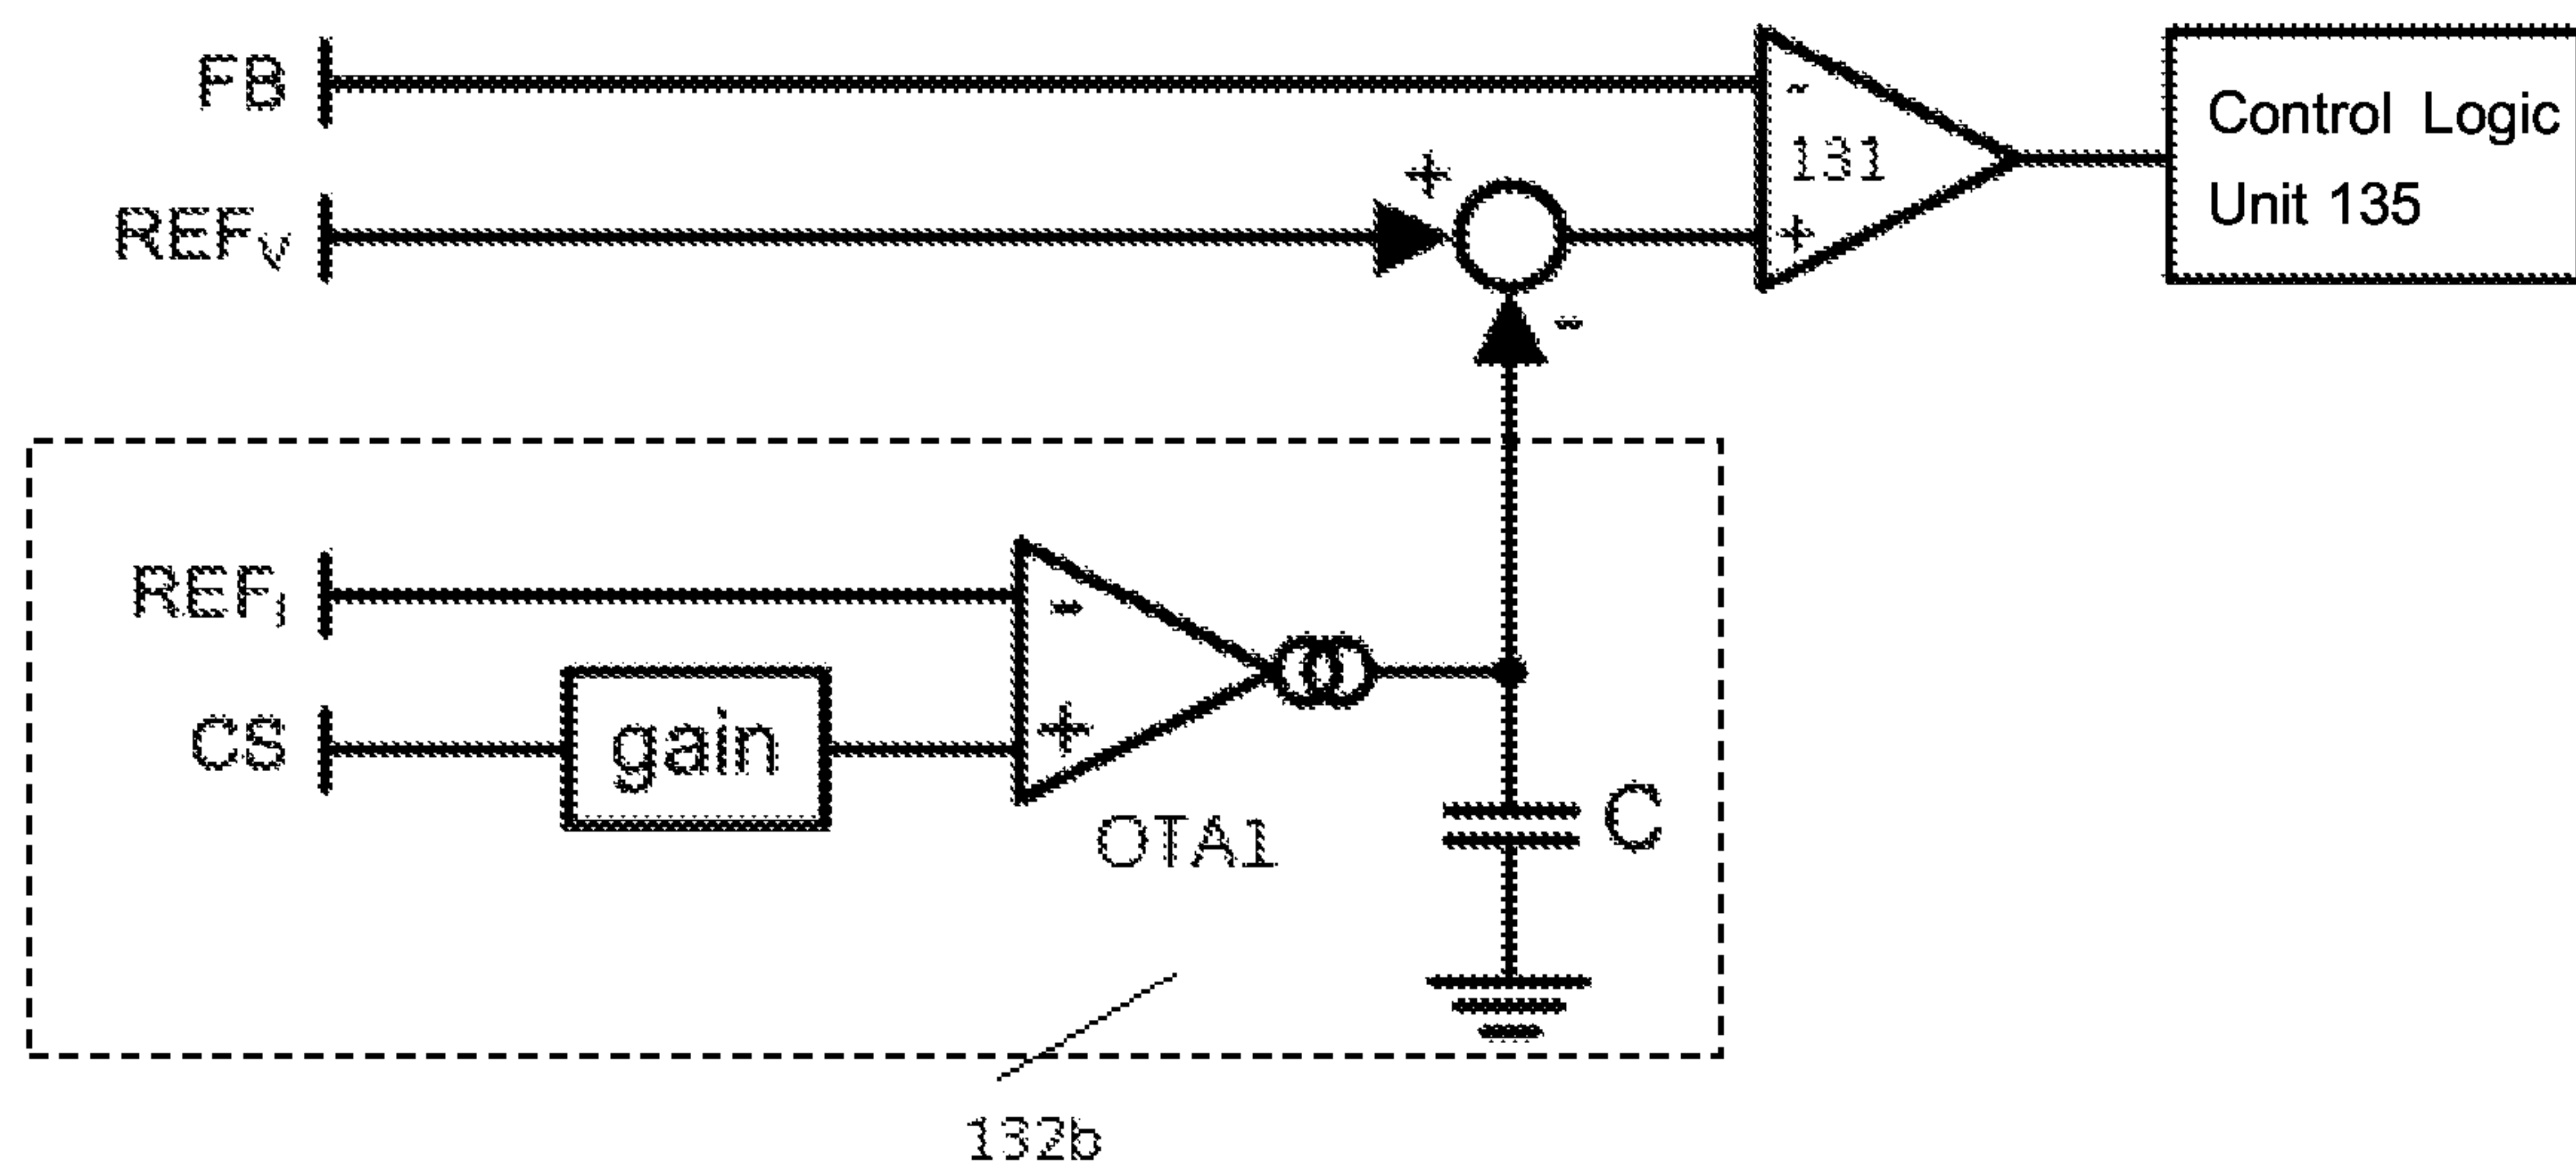 FB
-
131
Control Logic
Unit 135
+
REFV
+
-
REFI
-
CS
gain
+
OTA1
C
132b